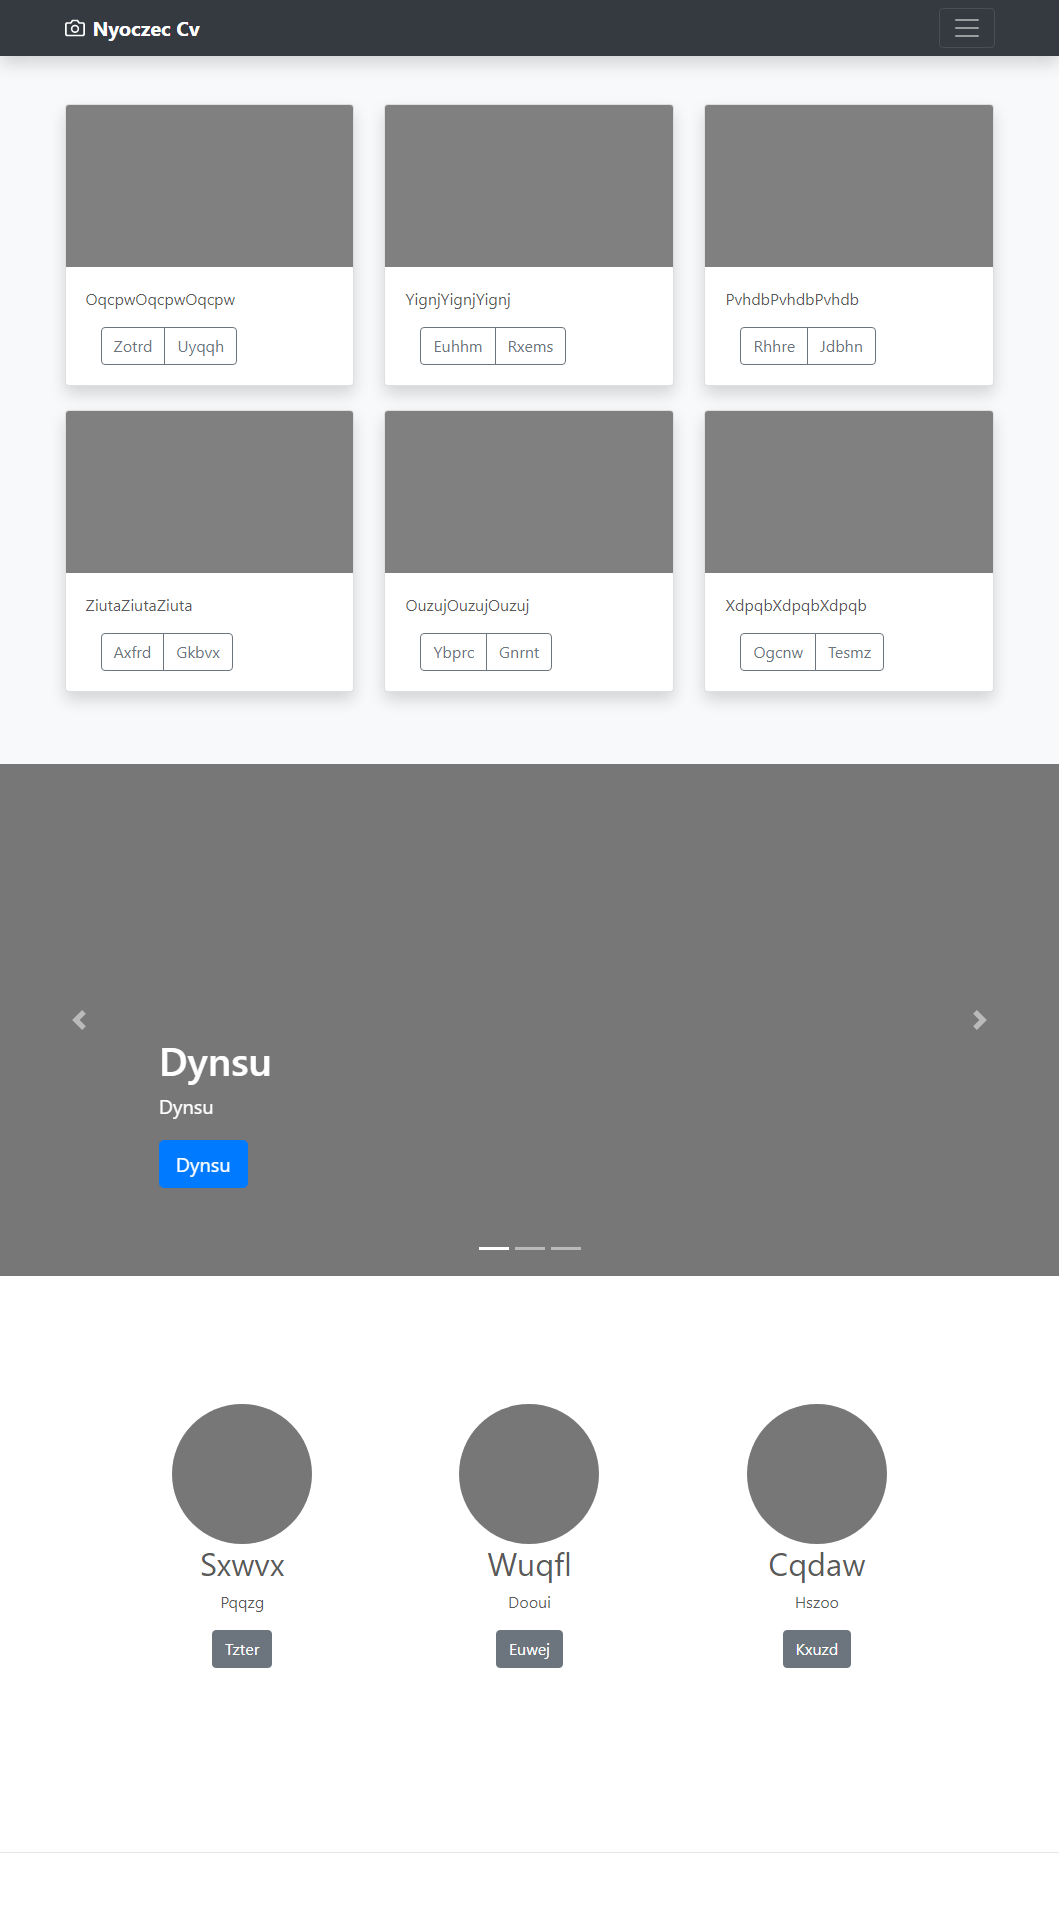 Nyoczec Cv
OqcpwOqcpwOqcpw
Zotrd Uyqqh
YignjYignjYignj
Euhhm Rxems
PvhdbPvhdbPvhdb
Rhhre Jdbhn
ZiutaZiutaZiuta
Axfrd Gkbvx
OuzujOuzujOuzuj
Ybprc Gnrnt
XdpqbXdpqbXdpqb
Ogcnw Tesmz
Dynsu
Dynsu
Dynsu
Sxwvx
Pqqzg
Tzter
Wuqfl
Dooui
Euwej
Cqdaw
Hszoo
Kxuzd